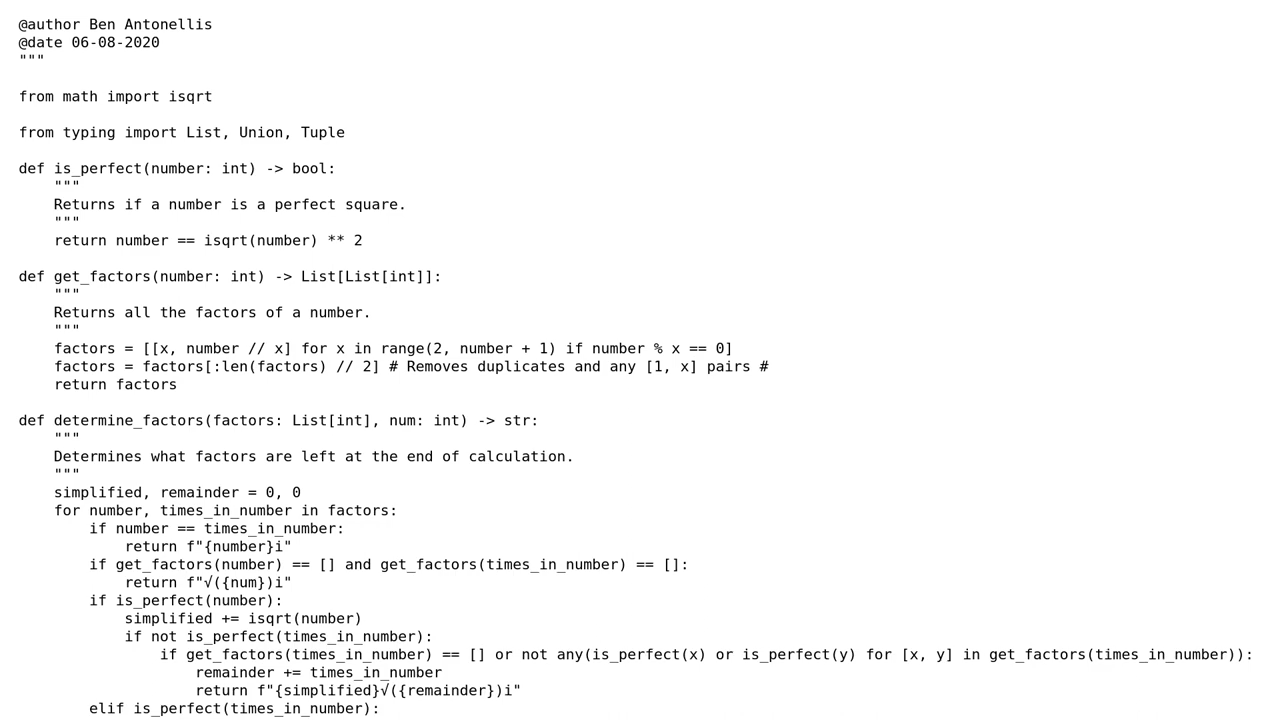 @author Ben Antonellis
@date 06-08-2020
"""

from math import isqrt

from typing import List, Union, Tuple

def is_perfect(number: int) -> bool:
    """
    Returns if a number is a perfect square.
    """
    return number == isqrt(number) ** 2

def get_factors(number: int) -> List[List[int]]:
    """
    Returns all the factors of a number.
    """
    factors = [[x, number // x] for x in range(2, number + 1) if number % x == 0]
    factors = factors[:len(factors) // 2] # Removes duplicates and any [1, x] pairs #
    return factors

def determine_factors(factors: List[int], num: int) -> str:
    """
    Determines what factors are left at the end of calculation.
    """
    simplified, remainder = 0, 0
    for number, times_in_number in factors:
        if number == times_in_number:
            return f"{number}i"
        if get_factors(number) == [] and get_factors(times_in_number) == []:
            return f"√({num})i"
        if is_perfect(number):
            simplified += isqrt(number)
            if not is_perfect(times_in_number):
                if get_factors(times_in_number) == [] or not any(is_perfect(x) or is_perfect(y) for [x, y] in get_factors(times_in_number)):
                    remainder += times_in_number
                    return f"{simplified}√({remainder})i"
        elif is_perfect(times_in_number):